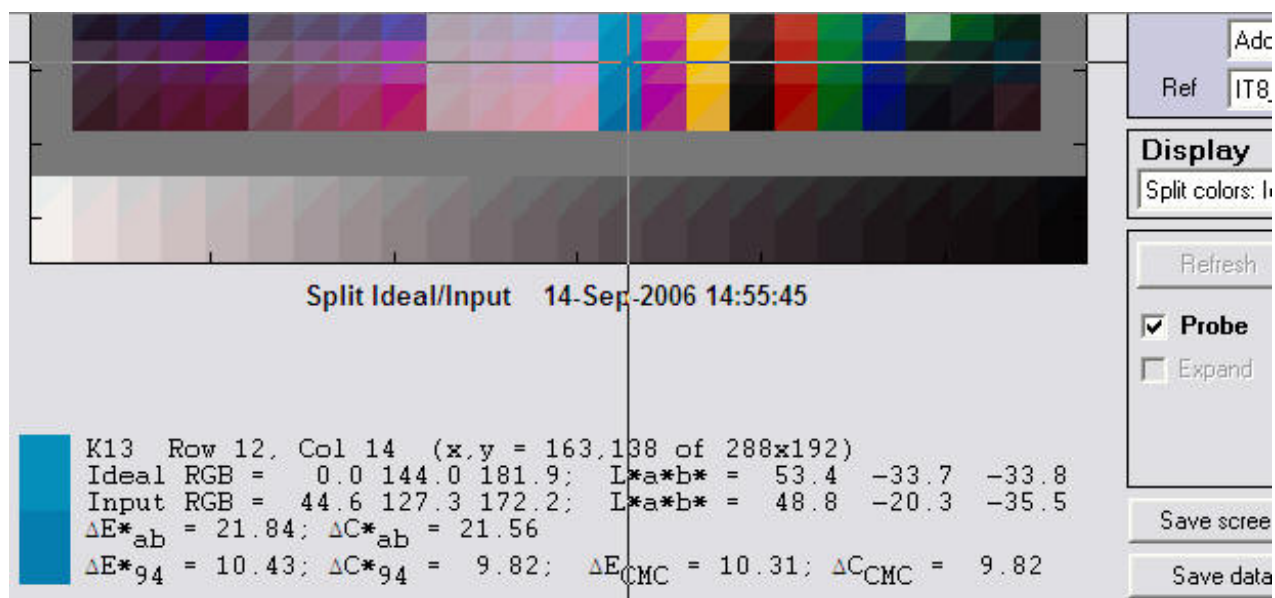 Adc
Ref IT8_
Display
Split colors: Ic
Refresh
Split Ideal/Input 14-Sep-2006 14:55:45
Probe
Expand
K13 Row 12, Col 14 (x,y = 163,138 of 288x192)
Ideal RGB = 0.0 144.0 181.9; L*a*b* = 53.4 -33.7 -33.8
Input RGB = 44.6 127.3 172.2; L*a*b* = 48.8 -20.3 -35.5
ΔE*ab = 21.84; ΔC*ab = 21.56
ΔE*94 = 10.43; ΔC*94 = 9.82; ΔECMC = 10.31; ΔCCMC = 9.82
Save scree
Save data